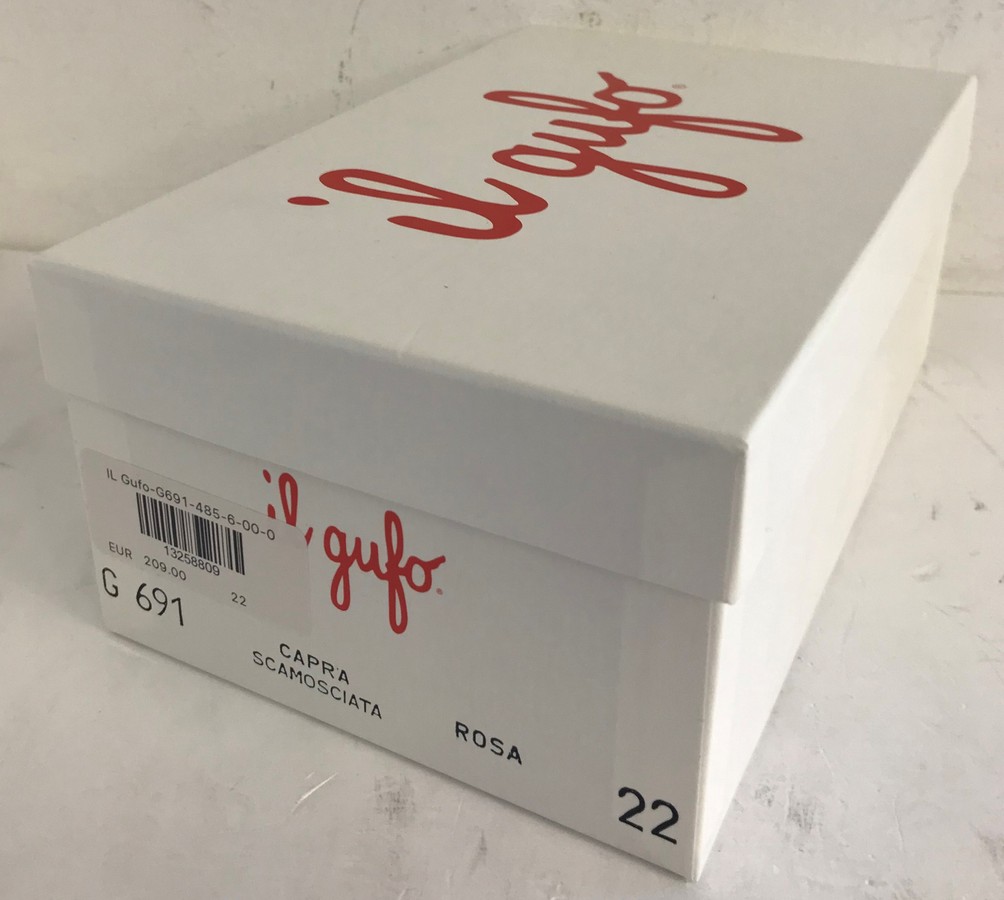 il gufo
IL Gufo-G691-485-6-00-0
13258809
EUR 209.00
22
il gufo
G 691
CAPRA
SCAMOSCIATA
ROSA
22